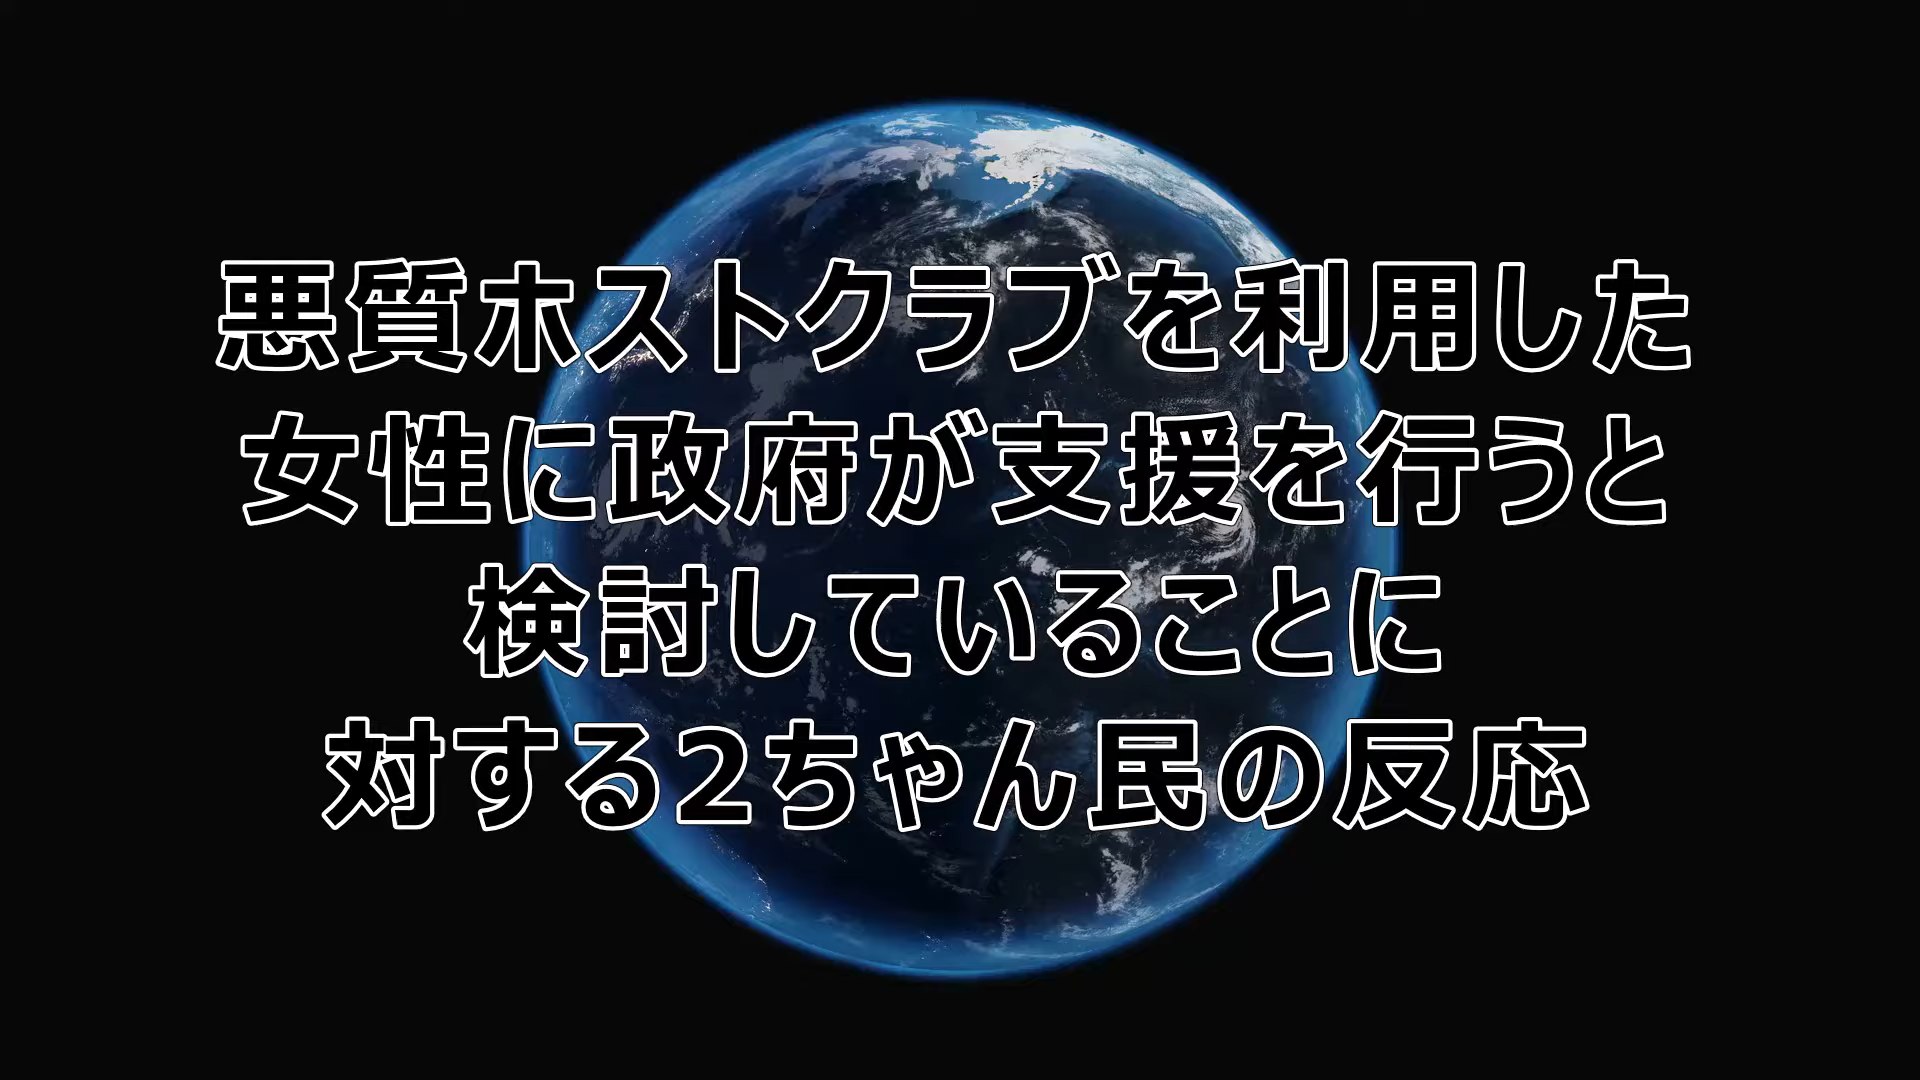 悪質ホストクラブを利用した
女性に政府が支援を行うと
検討していることに
対する2ちゃん民の反応